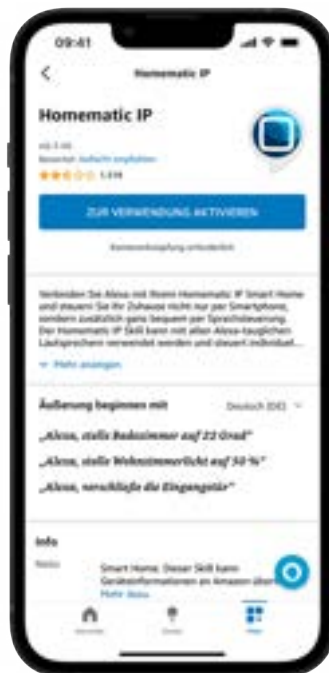 09:41
Homematic IP
Homematic IP
ZUR VERWENDUNG AKTIVIEREN
Kontoverknüpfung erforderlich
Verbinden Sie Alexa mit Ihrem Homematic IP Smart Home
und steuern Sie Ihr Zuhause nicht nur per Smartphone,
sondern zusätzlich ganz bequem per Sprachsteuerung.
Der Homematic IP Skill kann mit allen Alexa-tauglichen
Lautsprechern verwendet werden und steuert individuel...
Mehr anzeigen
Äußerung beginnen mit
Deutsch (DE)
„Alexa, stelle Badezimmer auf 22 Grad“
„Alexa, stelle Wohnzimmerlicht auf 50 %“
„Alexa, verschließe die Eingangstür“
Info
Smart Home: Dieser Skill kann
Geräteinformationen an Amazon über
Mehr